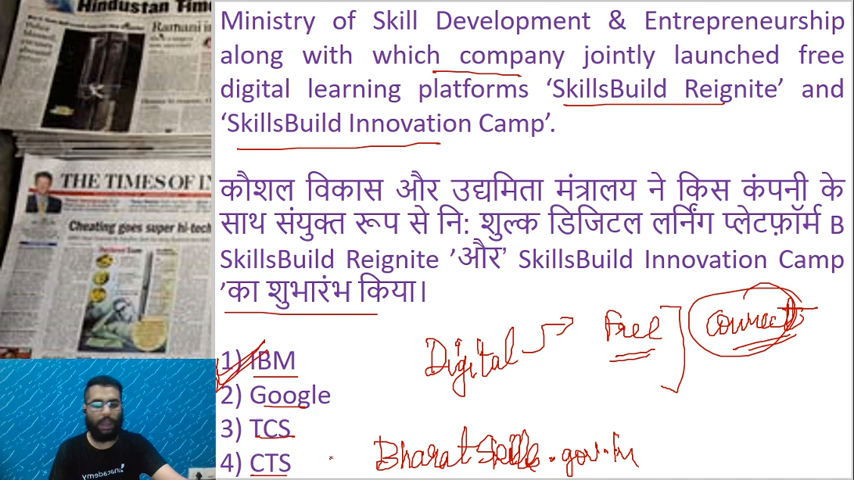 Hindustan Time
Ramani i
THE TIMES OF IN
Cheating goes super hi-tech
Ministry of Skill Development & Entrepreneurship
along with which company jointly launched free
digital learning platforms ‘SkillsBuild Reignite’ and
‘SkillsBuild Innovation Camp’.
कौशल विकास और उद्यमिता मंत्रालय ने किस कंपनी के
साथ संयुक्त रूप से नि: शुल्क डिजिटल लर्निंग प्लेटफ़ॉर्म B
SkillsBuild Reignite ’और’ SkillsBuild Innovation Camp
’का शुभारंभ किया।
Digital Free
1) IBM
2) Google
3) TCS
4) CTS
BharatSkills.gov.in
unacademy